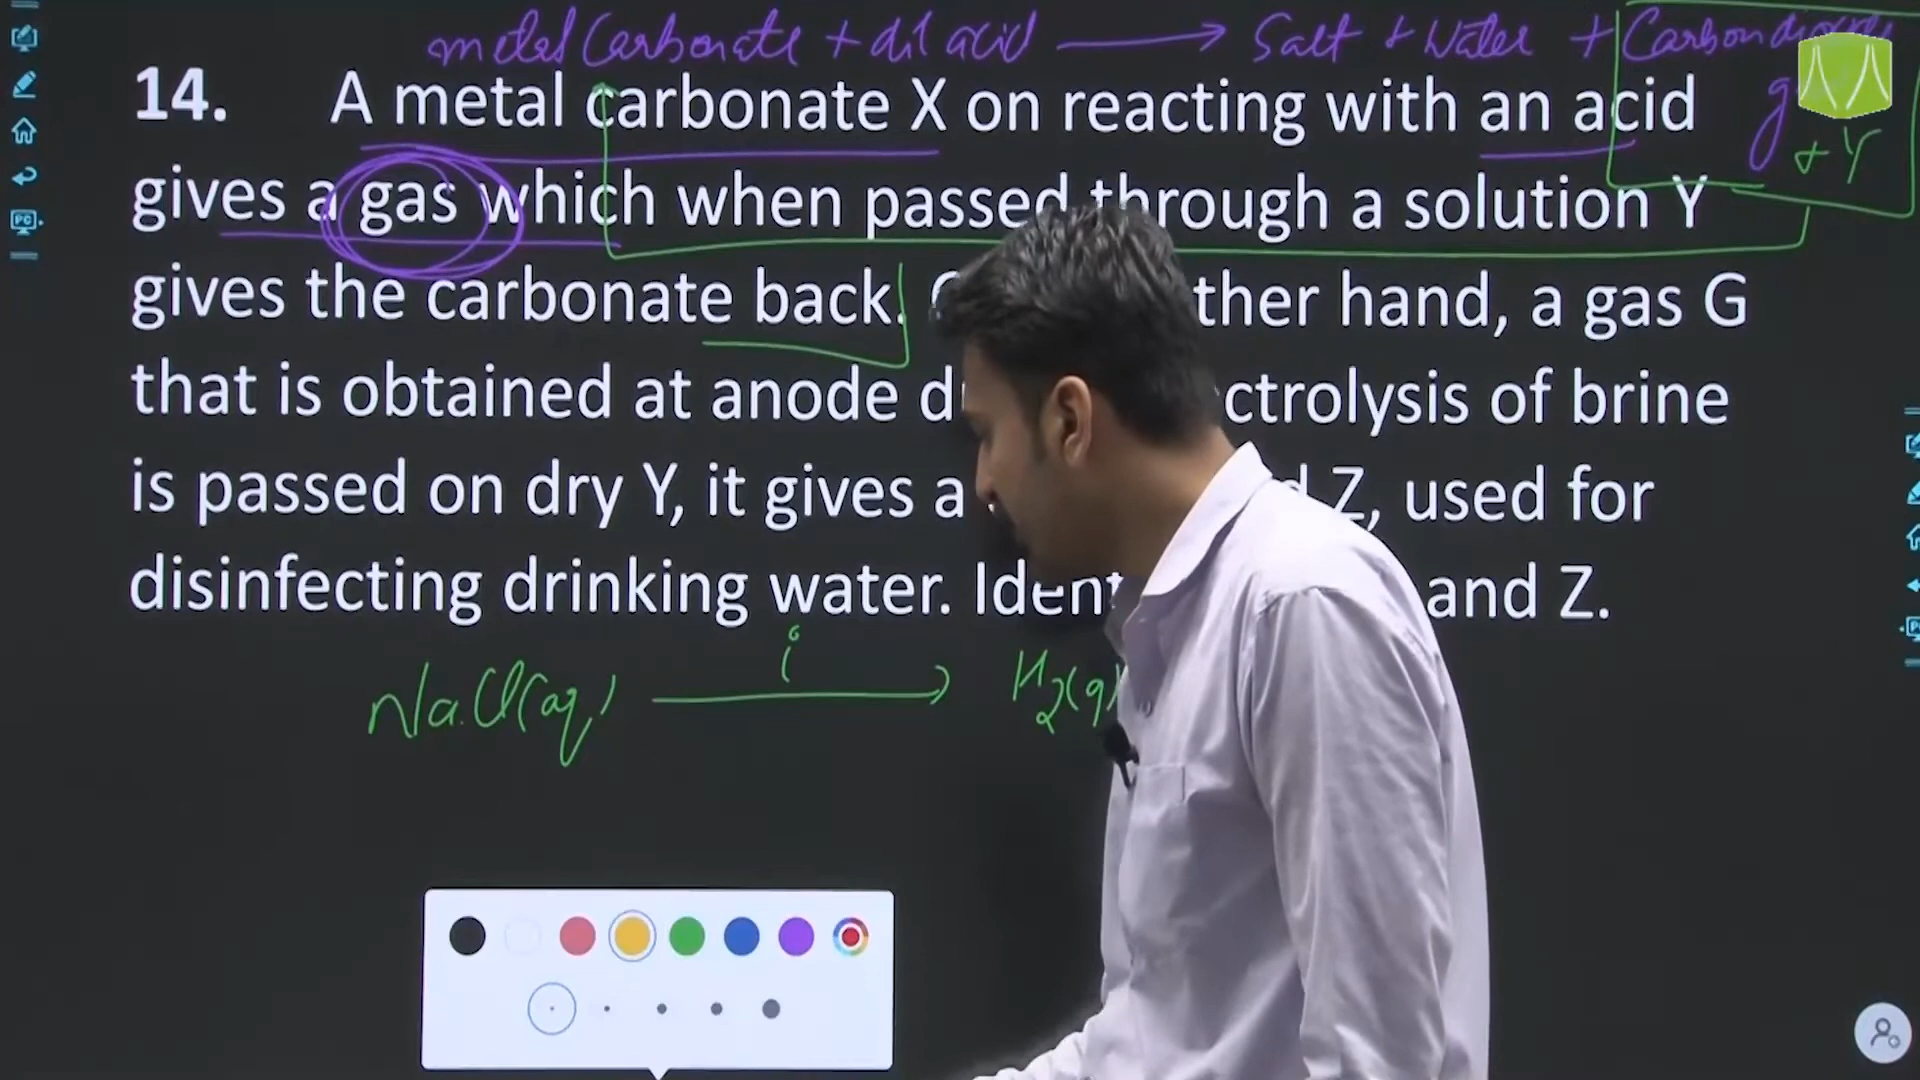 metal Carbonate + dil acid → Salt + Water + Carbon
14. A metal carbonate X on reacting with an acid
+ Y
gives a gas which when passed through a solution Y
gives the carbonate back. ther hand, a gas G
that is obtained at anode d ctrolysis of brine
is passed on dry Y, it gives a Z, used for
disinfecting drinking water. Ident and Z.
NaCl(aq) i → H2(g)